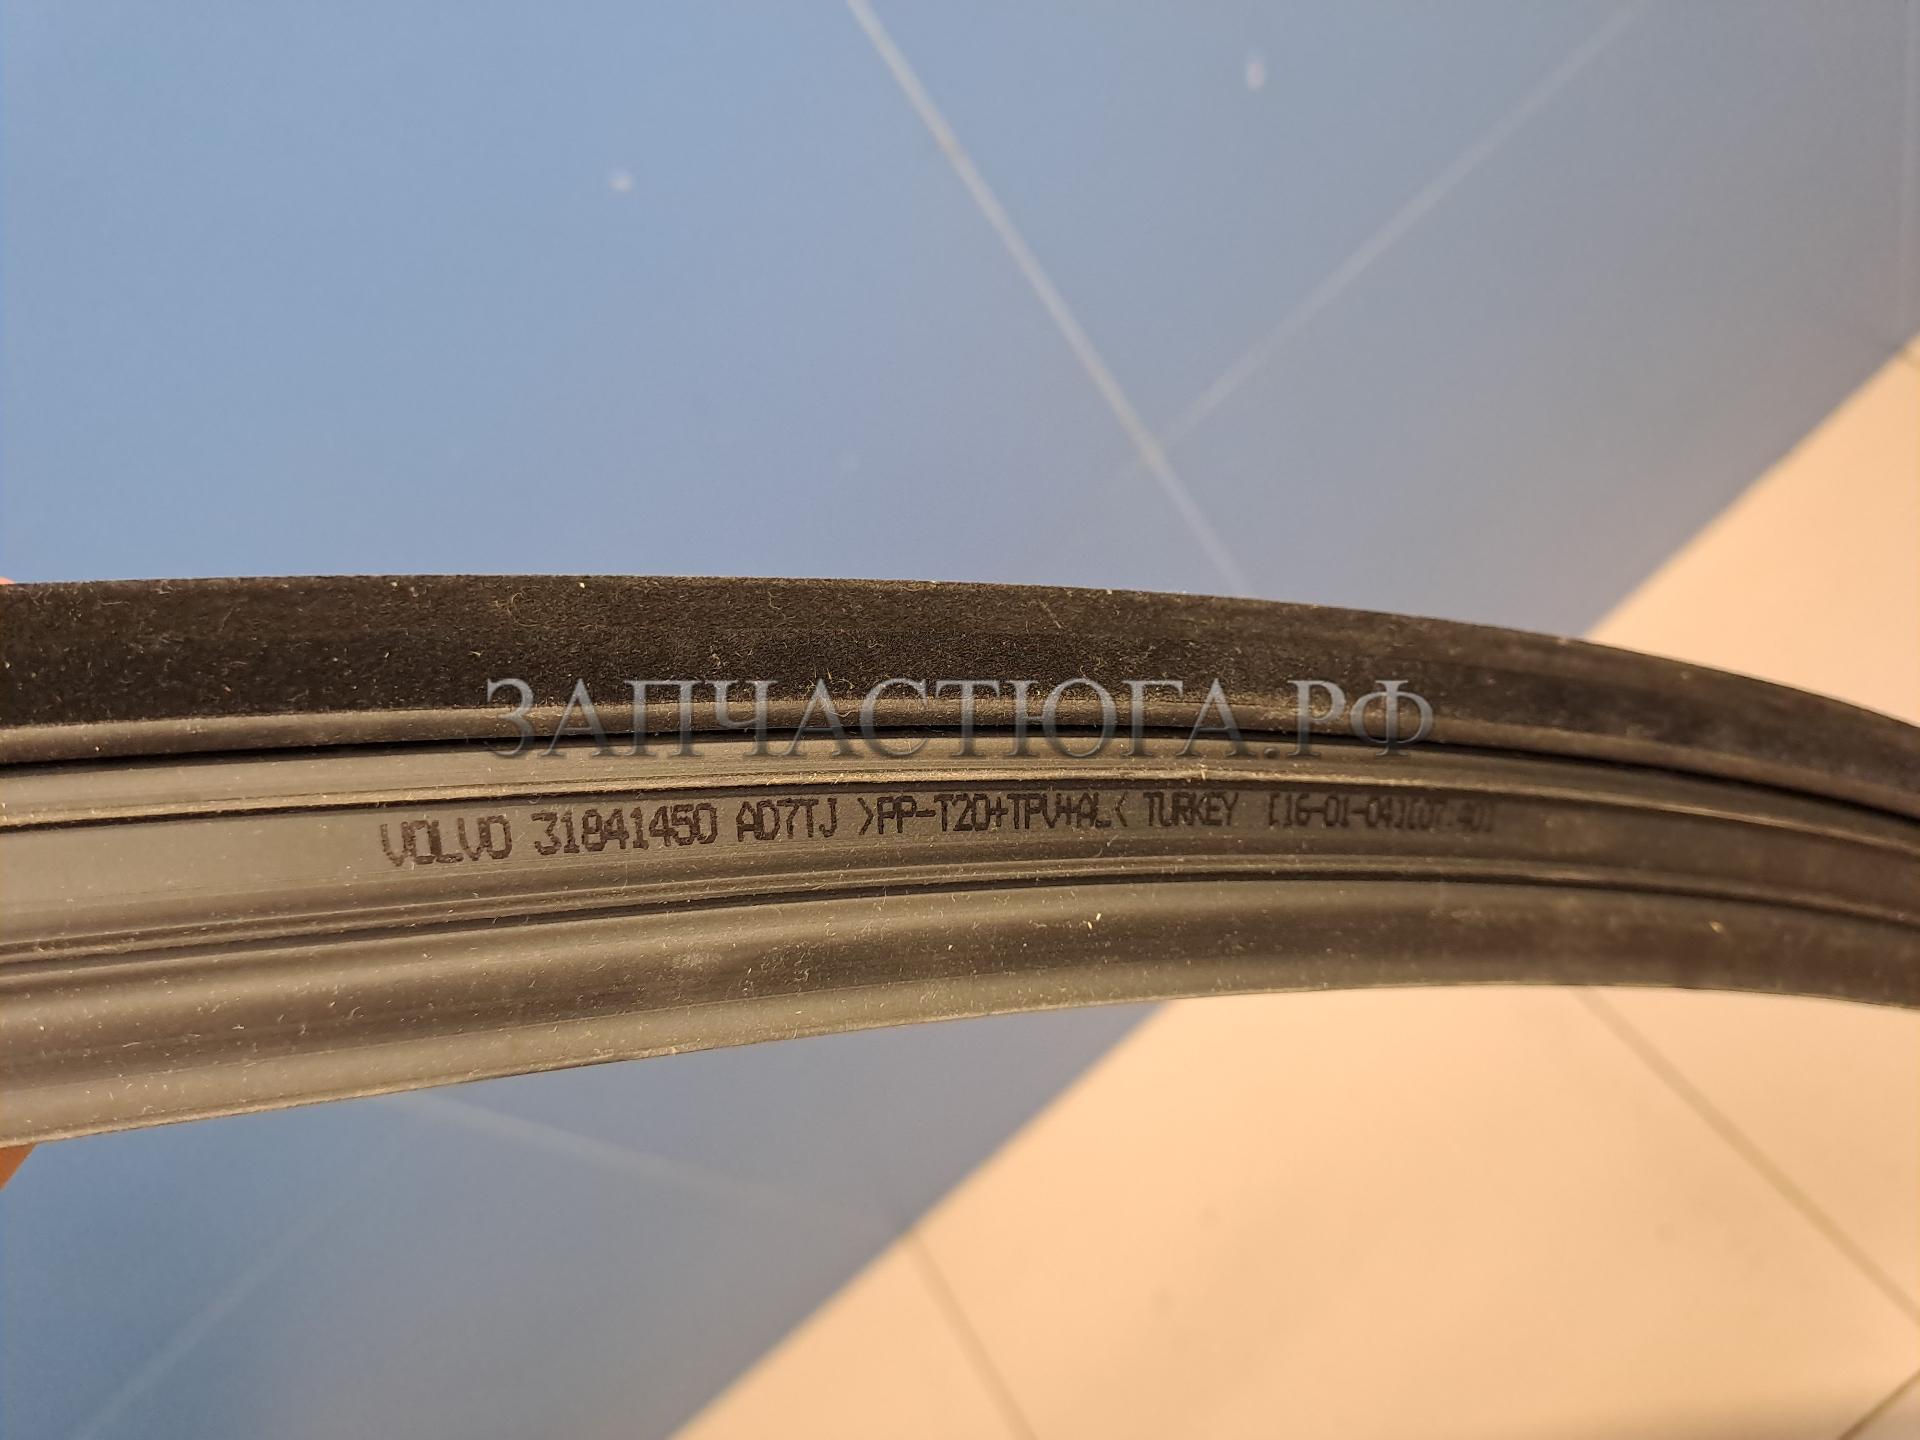 ЗАПЧАСТЮГА.РФ
VOLVO 31841450 AD7TJ >PP-T20+TPV+AL< TURKEY [16-01-04][07:40]